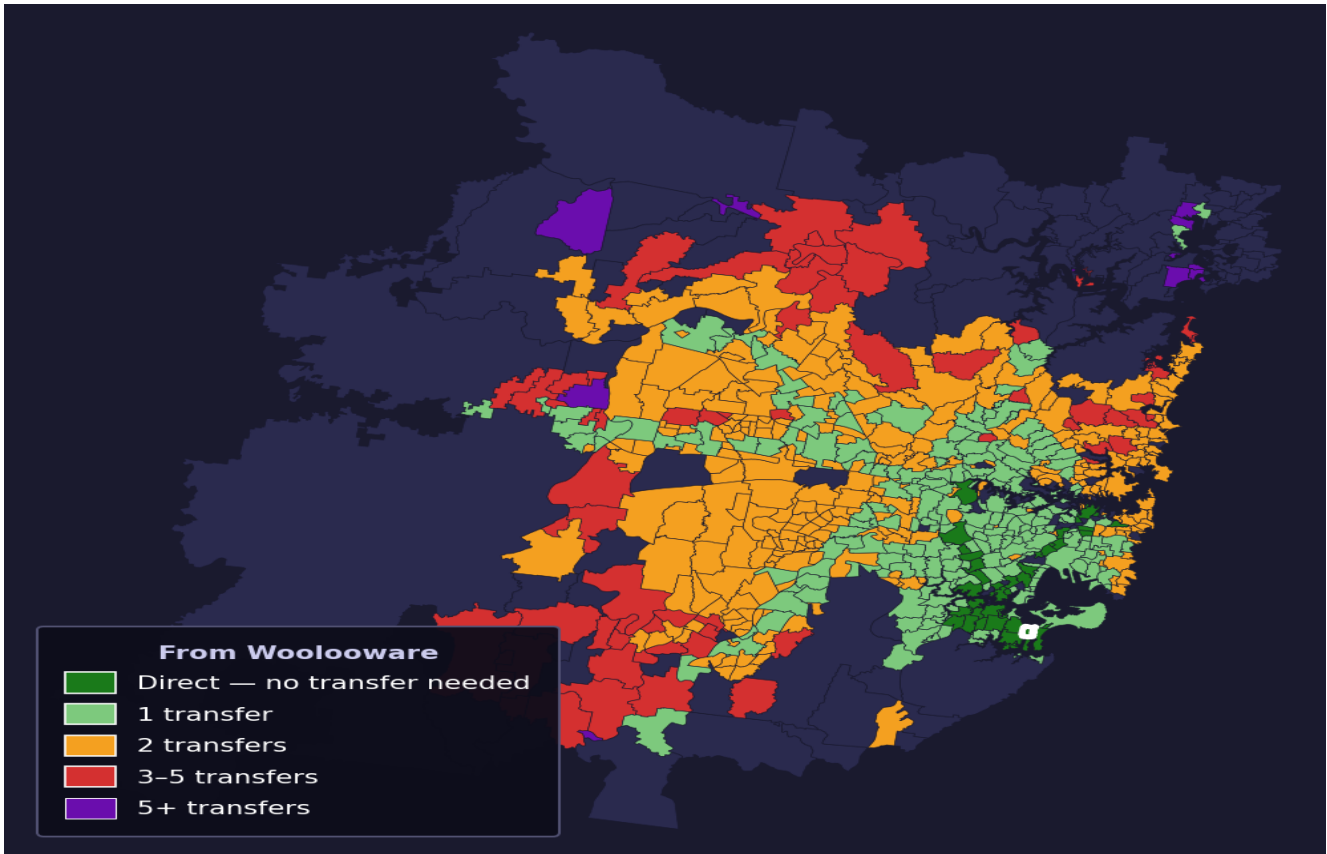 From Woolooware
Direct — no transfer needed
1 transfer
2 transfers
3–5 transfers
5+ transfers